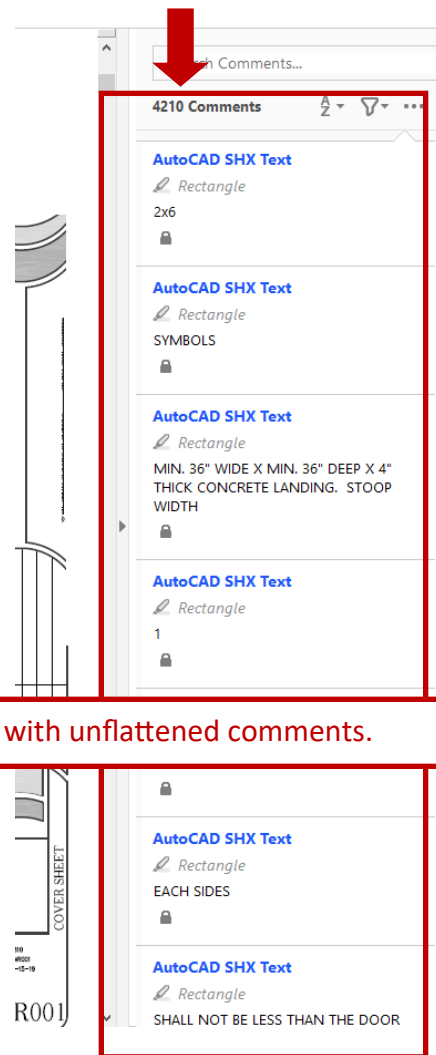 Comments...
4210 Comments
AutoCAD SHX Text
Rectangle
2x6
AutoCAD SHX Text
Rectangle
SYMBOLS
AutoCAD SHX Text
Rectangle
MIN. 36" WIDE X MIN. 36" DEEP X 4"
THICK CONCRETE LANDING.  STOOP
WIDTH
AutoCAD SHX Text
Rectangle
1
with unflattened comments.
AutoCAD SHX Text
Rectangle
EACH SIDES
COVER SHEET
AutoCAD SHX Text
Rectangle
R001
SHALL NOT BE LESS THAN THE DOOR